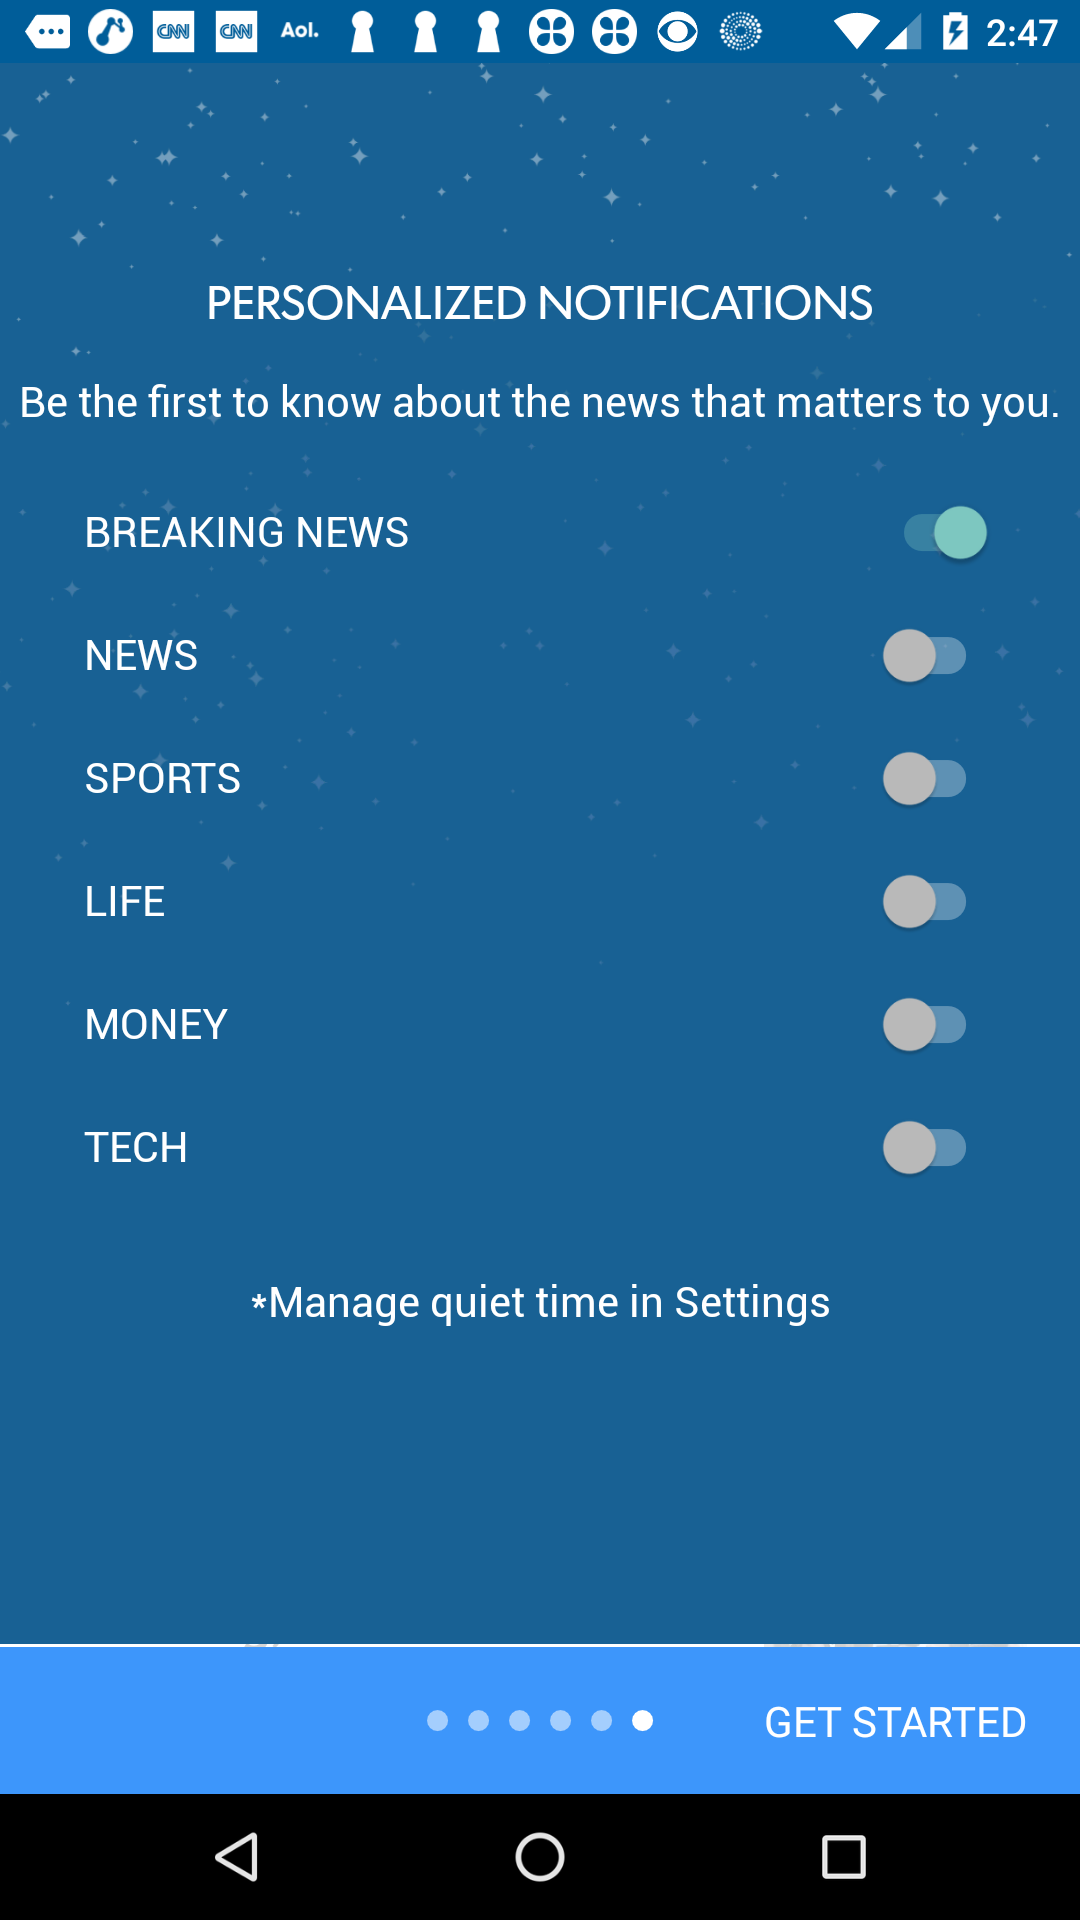 CNN CNN Aol. 2:47
PERSONALIZED NOTIFICATIONS
Be the first to know about the news that matters to you.
BREAKING NEWS
NEWS
SPORTS
LIFE
MONEY
TECH
*Manage quiet time in Settings
GET STARTED